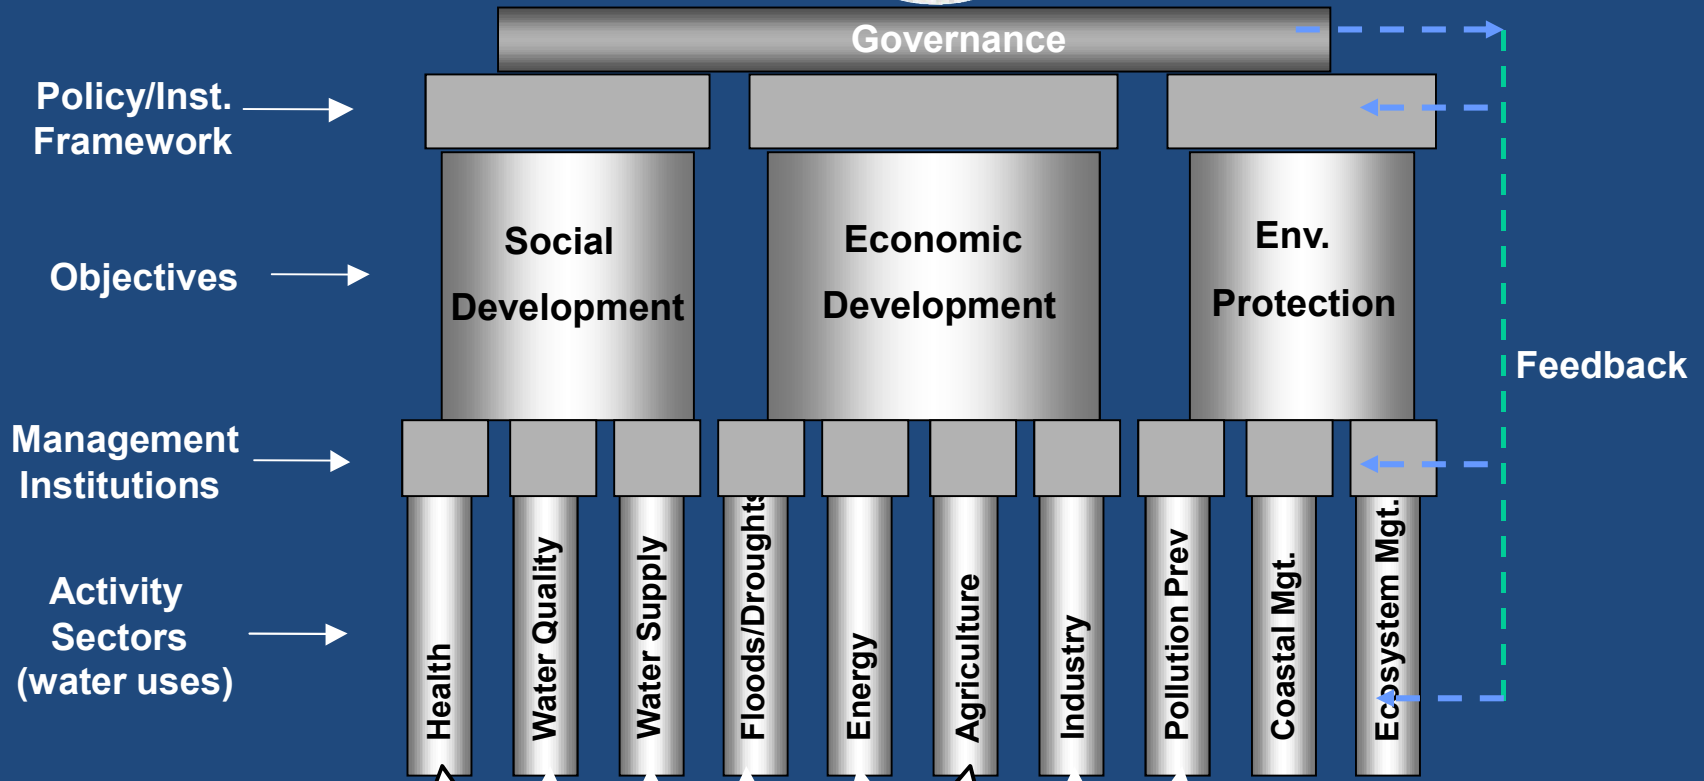 Governance
Policy/Inst.
Framework
Social
Development
Economic
Development
Env.
Protection
Objectives
Feedback
Management
Institutions
Activity
Sectors
(water uses)
Health
Water Quality
Water Supply
Floods/Droughts
Energy
Agriculture
Industry
Pollution Prev
Coastal Mgt.
Ecosystem Mgt.